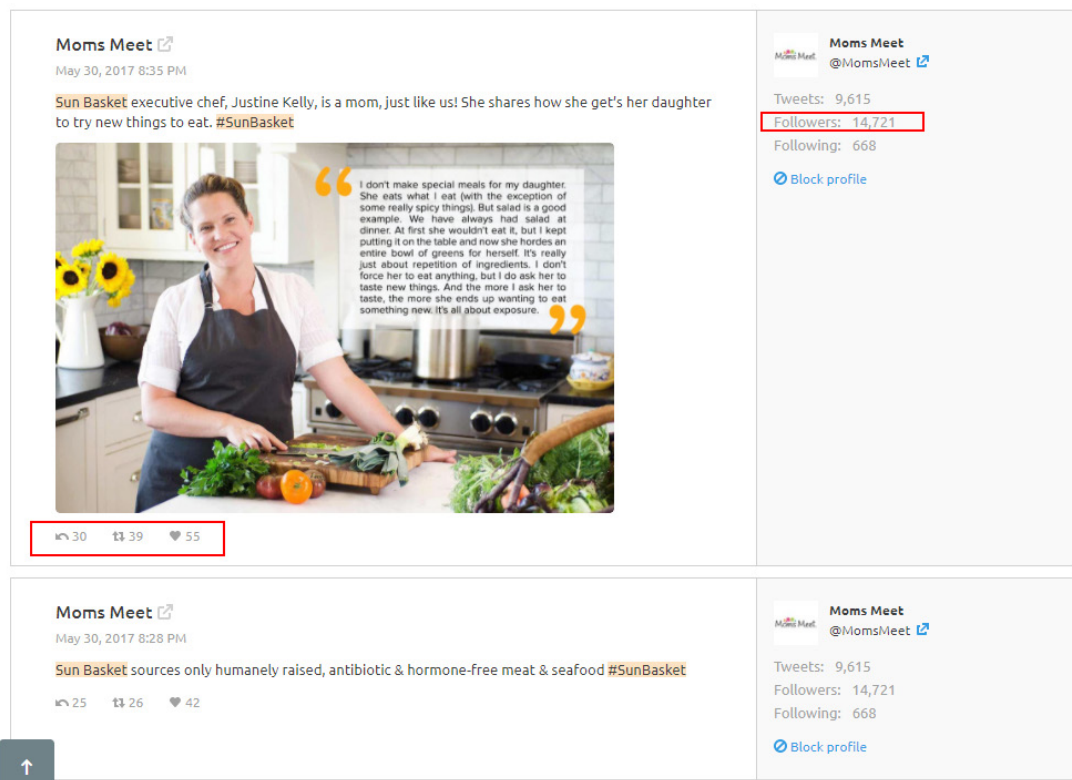 Moms Meet
May 30, 2017 8:35 PM
Sun Basket executive chef, Justine Kelly, is a mom, just like us! She shares how she get's her daughter
to try new things to eat. #SunBasket
I don't make special meals for my daughter.
She eats what I eat (with the exception of
some really spicy things). But salad is a good
example. We have always had salad at
dinner. At first she wouldn't eat it, but I kept
putting it on the table and now she hordes an
entire bowl of greens for herself. It's really
just about repetition of ingredients. I don't
force her to eat anything, but I do ask her to
taste new things. And the more I ask her to
taste, the more she ends up wanting to eat
something new. It's all about exposure.
30 39 55
Moms Meet
Moms Meet
@MomsMeet
Tweets: 9,615
Followers: 14,721
Following: 668
Block profile
Moms Meet
May 30, 2017 8:28 PM
Sun Basket sources only humanely raised, antibiotic & hormone-free meat & seafood #SunBasket
25 26 42
Moms Meet
Moms Meet
@MomsMeet
Tweets: 9,615
Followers: 14,721
Following: 668
Block profile